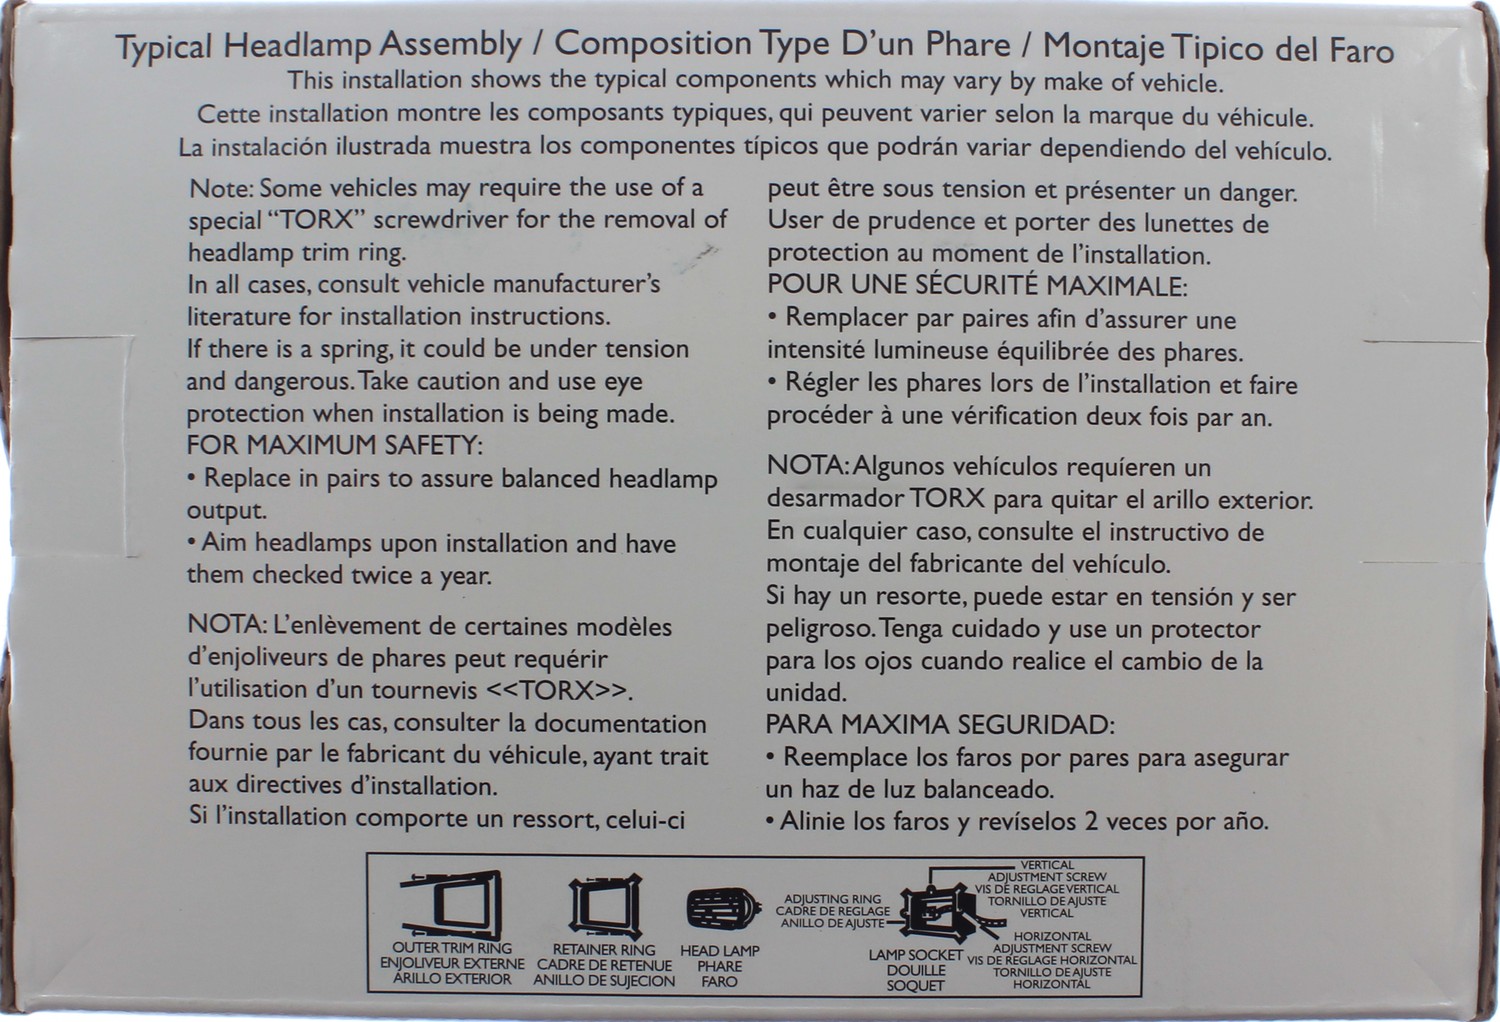 Typical Headlamp Assembly / Composition Type D'un Phare / Montaje Tipico del Faro
This installation shows the typical components which may vary by make of vehicle.
Cette installation montre les composants typiques, qui peuvent varier selon la marque du véhicule.
La instalación ilustrada muestra los componentes típicos que podrán variar dependiendo del vehículo.
Note: Some vehicles may require the use of a
special “TORX” screwdriver for the removal of
headlamp trim ring.
In all cases, consult vehicle manufacturer's
literature for installation instructions.
If there is a spring, it could be under tension
and dangerous. Take caution and use eye
protection when installation is being made.
FOR MAXIMUM SAFETY:
• Replace in pairs to assure balanced headlamp
output.
• Aim headlamps upon installation and have
them checked twice a year.
NOTA: L'enlèvement de certaines modèles
d'enjoliveurs de phares peut requérir
l'utilisation d'un tournevis <<TORX>>.
Dans tous les cas, consulter la documentation
fournie par le fabricant du véhicule, ayant trait
aux directives d'installation.
Si l'installation comporte un ressort, celui-ci
peut être sous tension et présenter un danger.
User de prudence et porter des lunettes de
protection au moment de l'installation.
POUR UNE SÉCURITÉ MAXIMALE:
• Remplacer par paires afin d'assurer une
intensité lumineuse équilibrée des phares.
• Régler les phares lors de l'installation et faire
procéder à une vérification deux fois par an.
NOTA: Algunos vehículos requíeren un
desarmador TORX para quitar el arillo exterior.
En cualquier caso, consulte el instructivo de
montaje del fabricante del vehículo.
Si hay un resorte, puede estar en tensión y ser
peligroso. Tenga cuidado y use un protector
para los ojos cuando realice el cambio de la
unidad.
PARA MAXIMA SEGURIDAD:
• Reemplace los faros por pares para asegurar
un haz de luz balanceado.
• Alinie los faros y revíselos 2 veces por año.
OUTER TRIM RING
ENJOLIVEUR EXTERNE
ARILLO EXTERIOR
RETAINER RING
CADRE DE RETENUE
ANILLO DE SUJECION
HEAD LAMP
PHARE
FARO
ADJUSTING RING
CADRE DE REGLAGE
ANILLO DE AJUSTE
LAMP SOCKET
DOUILLE
SOQUET
VERTICAL
ADJUSTMENT SCREW
VIS DE REGLAGE VERTICAL
TORNILLO DE AJUSTE
VERTICAL
HORIZONTAL
ADJUSTMENT SCREW
VIS DE REGLAGE HORIZONTAL
TORNILLO DE AJUSTE
HORIZONTAL